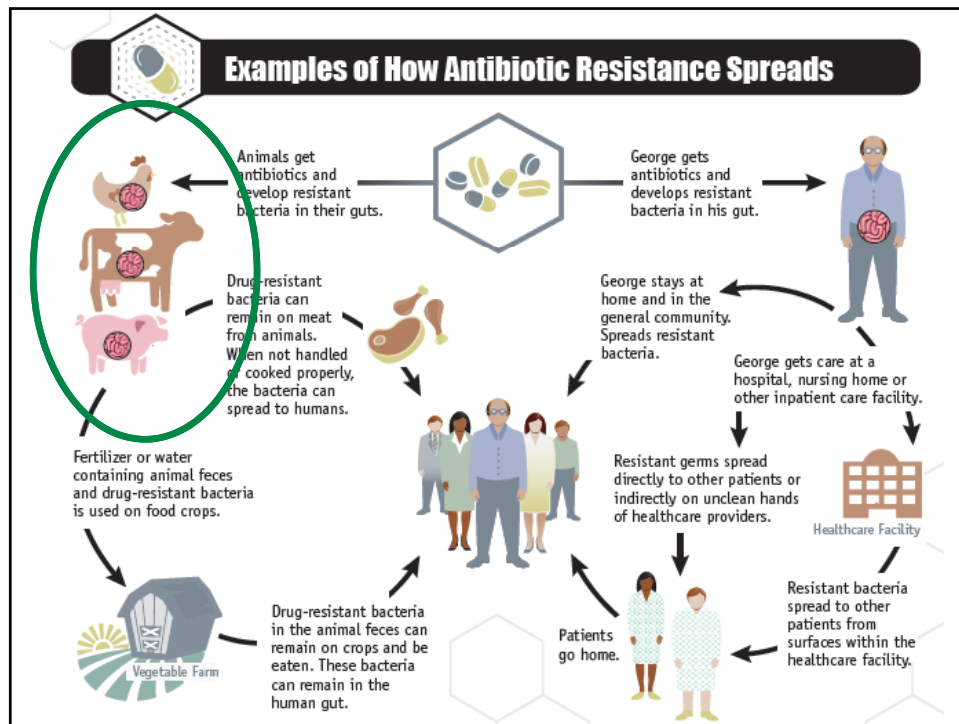 Examples of How Antibiotic Resistance Spreads
Animals get
antibiotics and
develop resistant
bacteria in their guts.
George gets
antibiotics and
develops resistant
bacteria in his gut.
Drug-resistant
bacteria can
remain on meat
from animals.
When not handled
or cooked properly,
the bacteria can
spread to humans.
George stays at
home and in the
general community.
Spreads resistant
bacteria.
George gets care at a
hospital, nursing home or
other inpatient care facility.
Fertilizer or water
containing animal feces
and drug-resistant bacteria
is used on food crops.
Resistant germs spread
directly to other patients or
indirectly on unclean hands
of healthcare providers.
Healthcare Facility
Vegetable Farm
Drug-resistant bacteria
in the animal feces can
remain on crops and be
eaten. These bacteria
can remain in the
human gut.
Patients
go home.
Resistant bacteria
spread to other
patients from
surfaces within the
healthcare facility.